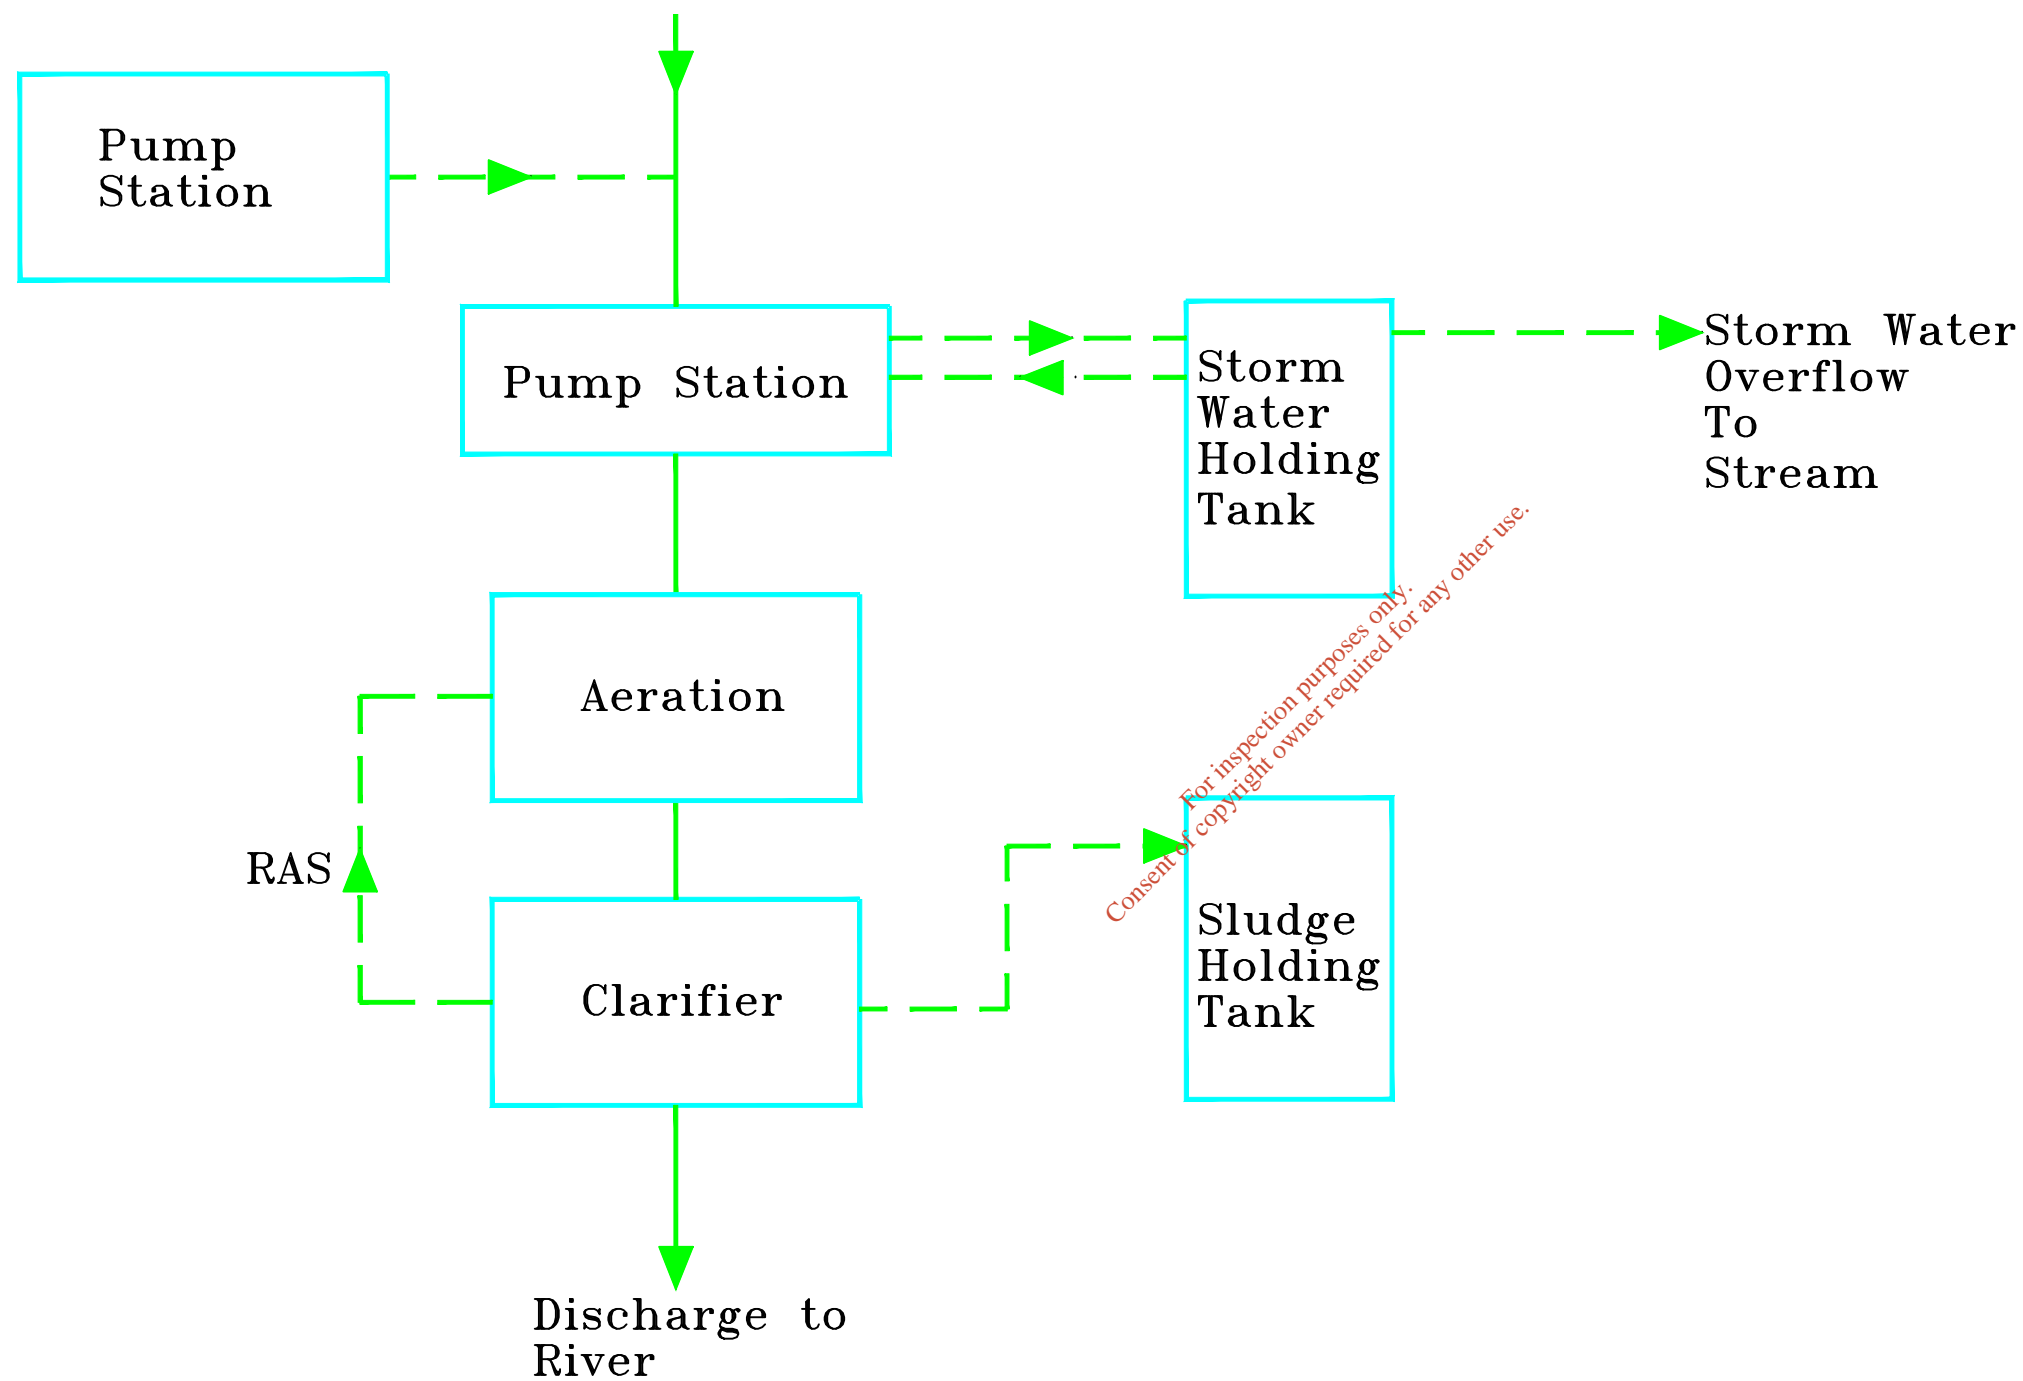 Pump
Station
Pump Station
Storm
Water
Holding
Tank
Storm Water
Overflow
To
Stream
For inspection purposes only.
Consent of copyright owner required for any other use.
Aeration
RAS
Clarifier
Sludge
Holding
Tank
Discharge to
River